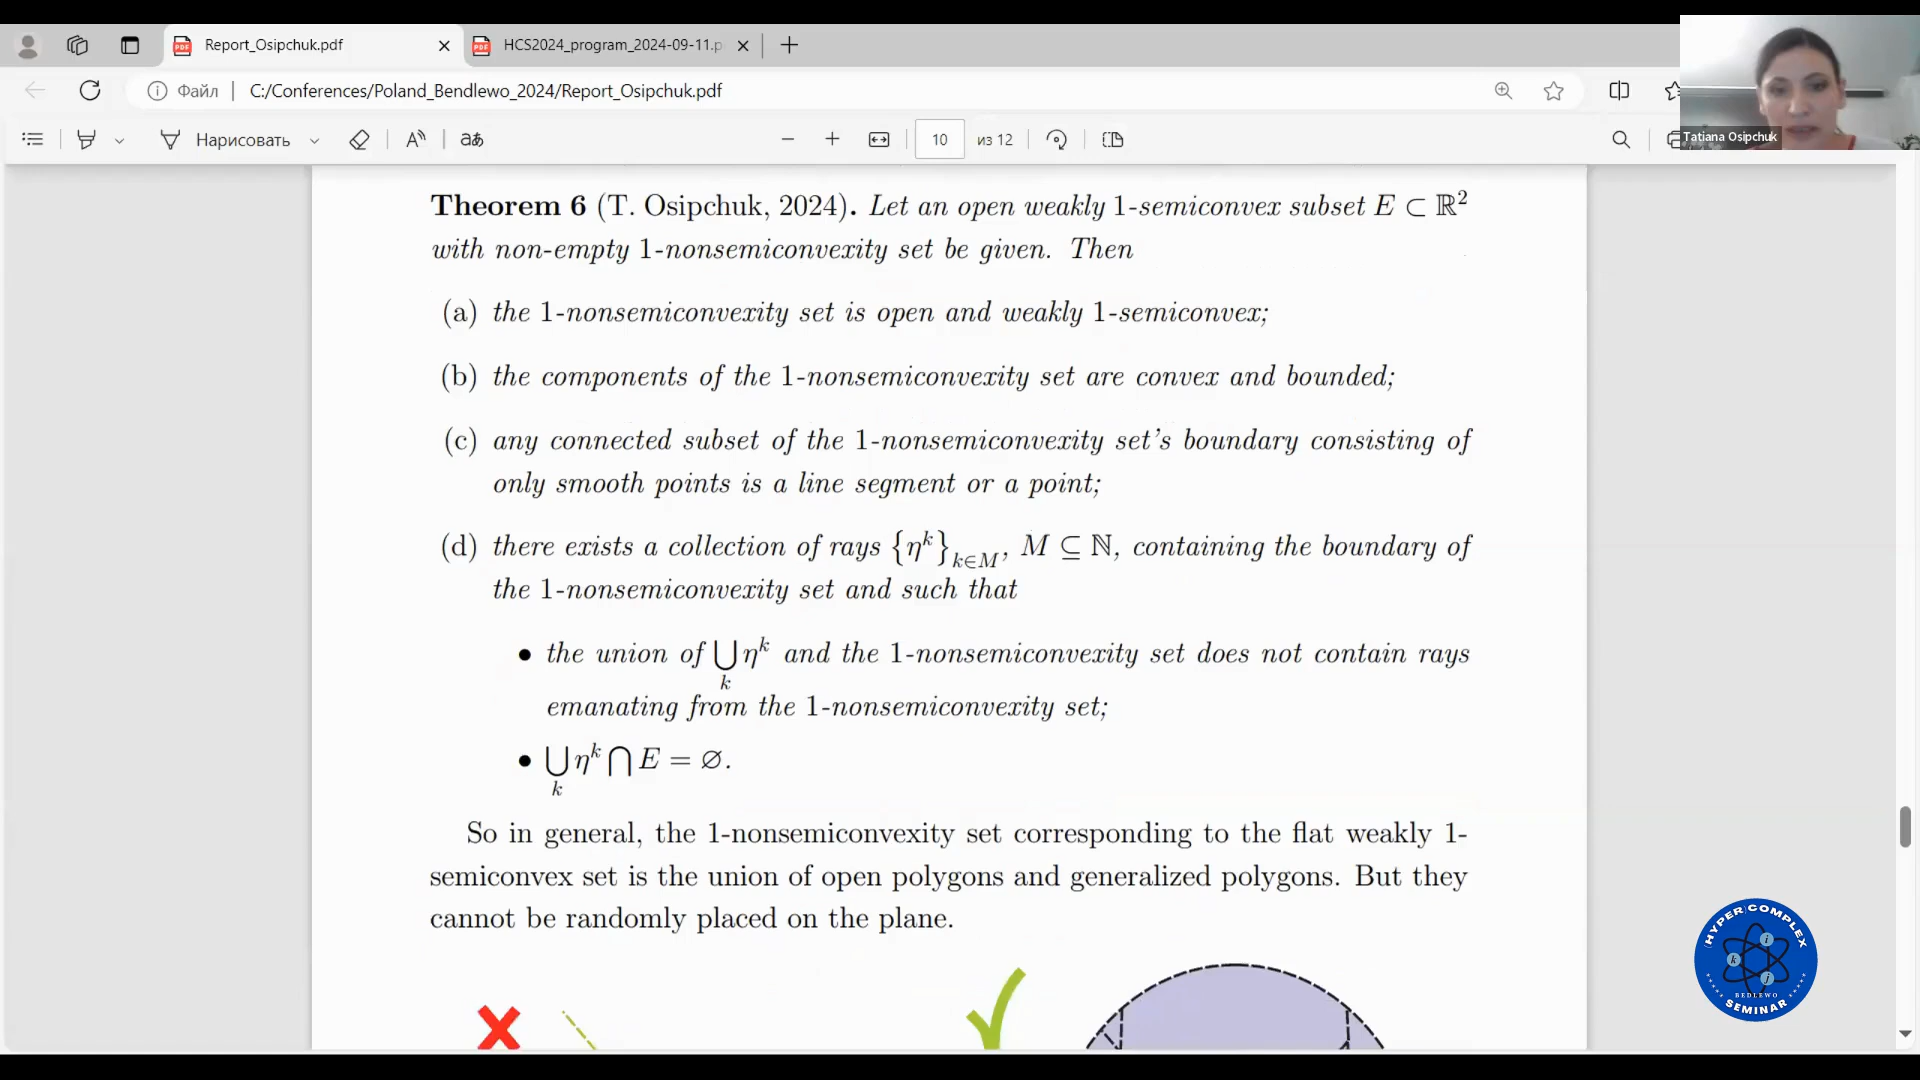 Report_Osipchuk.pdf
HCS2024_program_2024-09-11.p
Файл
C:/Conferences/Poland_Bendlewo_2024/Report_Osipchuk.pdf
Нарисовать
10
из 12
Tatiana Osipchuk
Theorem 6 (T. Osipchuk, 2024). Let an open weakly 1-semiconvex subset E ⊂ ℝ²
with non-empty 1-nonsemiconvexity set be given. Then
(a) the 1-nonsemiconvexity set is open and weakly 1-semiconvex;
(b) the components of the 1-nonsemiconvexity set are convex and bounded;
(c) any connected subset of the 1-nonsemiconvexity set's boundary consisting of
only smooth points is a line segment or a point;
(d) there exists a collection of rays {η^k}_{k∈M}, M ⊆ ℕ, containing the boundary of
the 1-nonsemiconvexity set and such that
• the union of ⋃_k η^k and the 1-nonsemiconvexity set does not contain rays
emanating from the 1-nonsemiconvexity set;
• ⋃_k η^k ⋂ E = ∅.
So in general, the 1-nonsemiconvexity set corresponding to the flat weakly 1-
semiconvex set is the union of open polygons and generalized polygons. But they
cannot be randomly placed on the plane.
HYPERCOMPLEX
i
k
j
BEDLEWO
SEMINAR